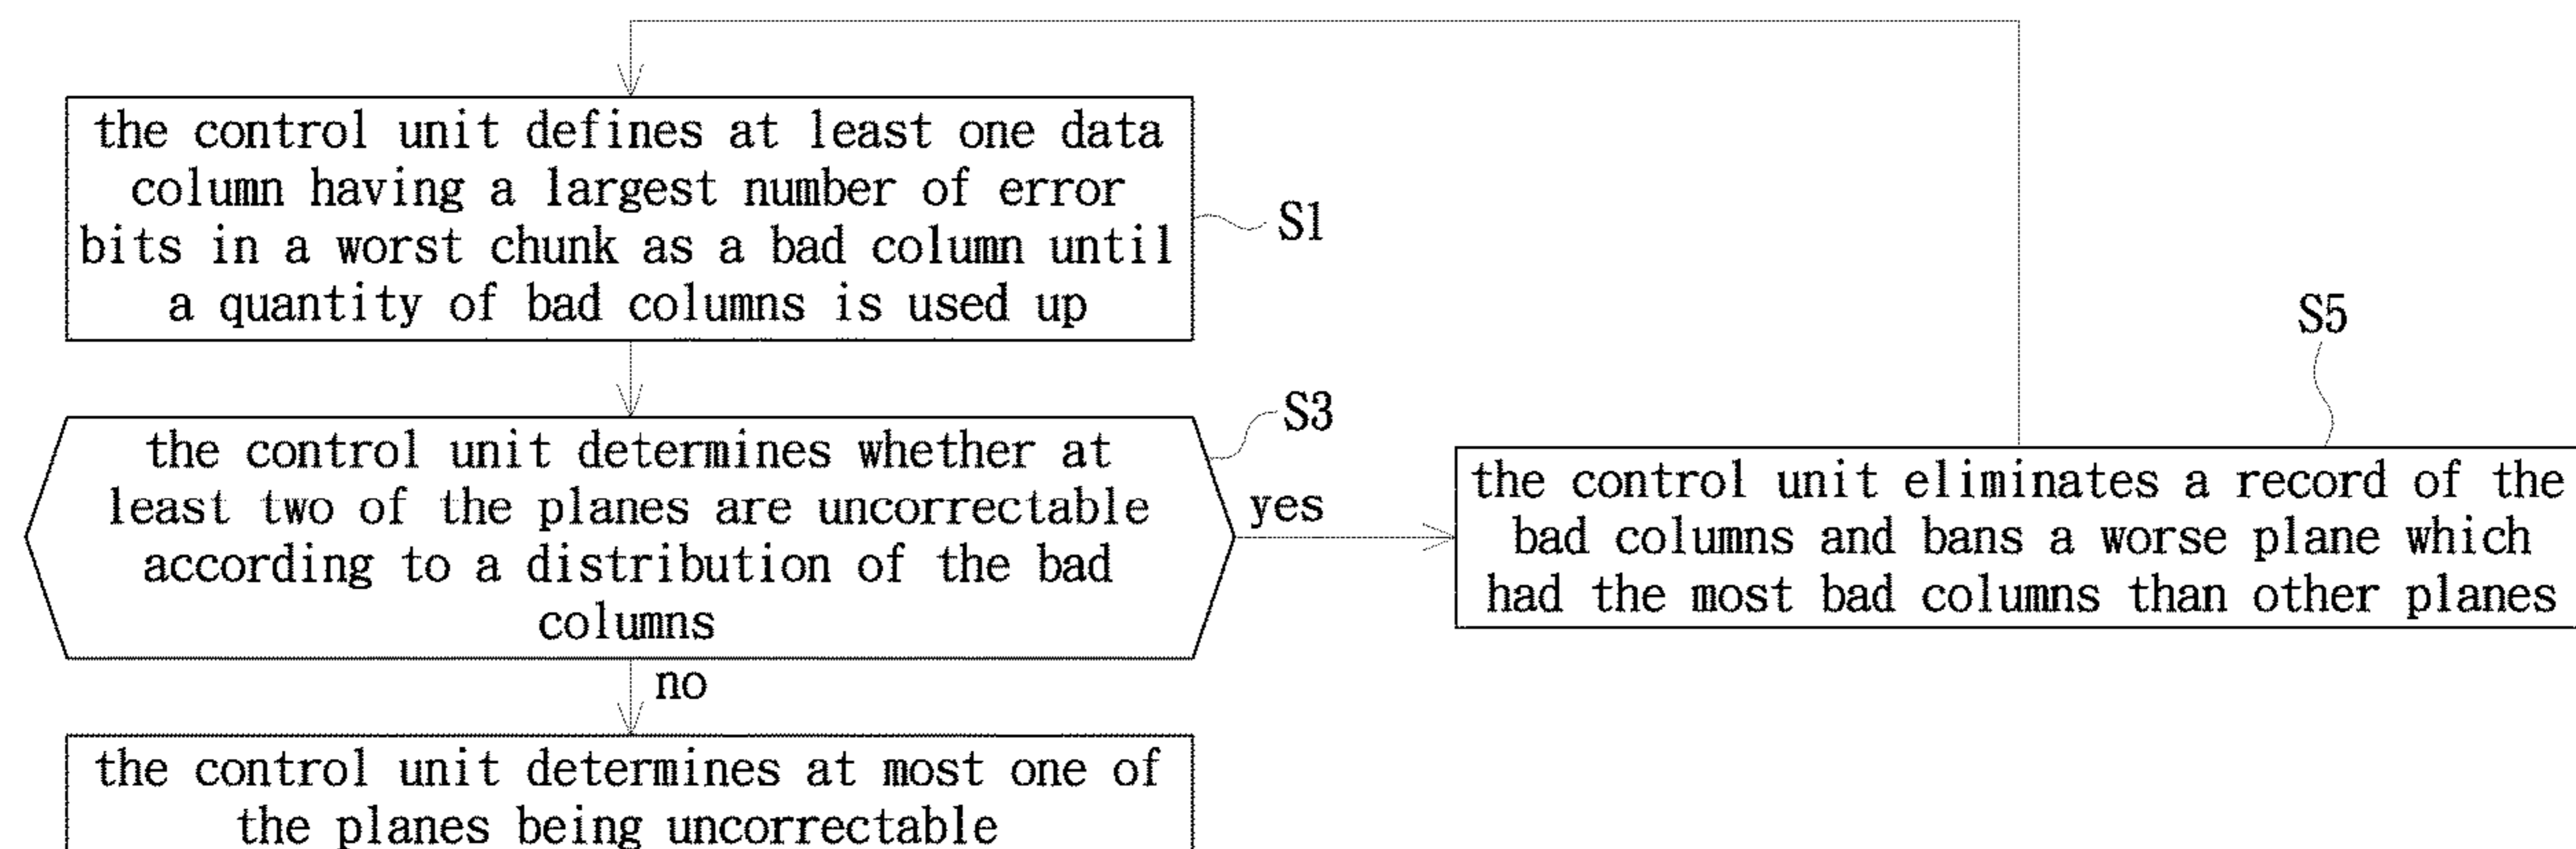 the control unit defines at least one data
column having a largest number of error
bits in a worst chunk as a bad column until
a quantity of bad columns is used up
S1
the control unit determines whether at
least two of the planes are uncorrectable
according to a distribution of the bad
columns
S3
yes
S5
the control unit eliminates a record of the
bad columns and bans a worse plane which
had the most bad columns than other planes
no
the control unit determines at most one of
the planes being uncorrectable